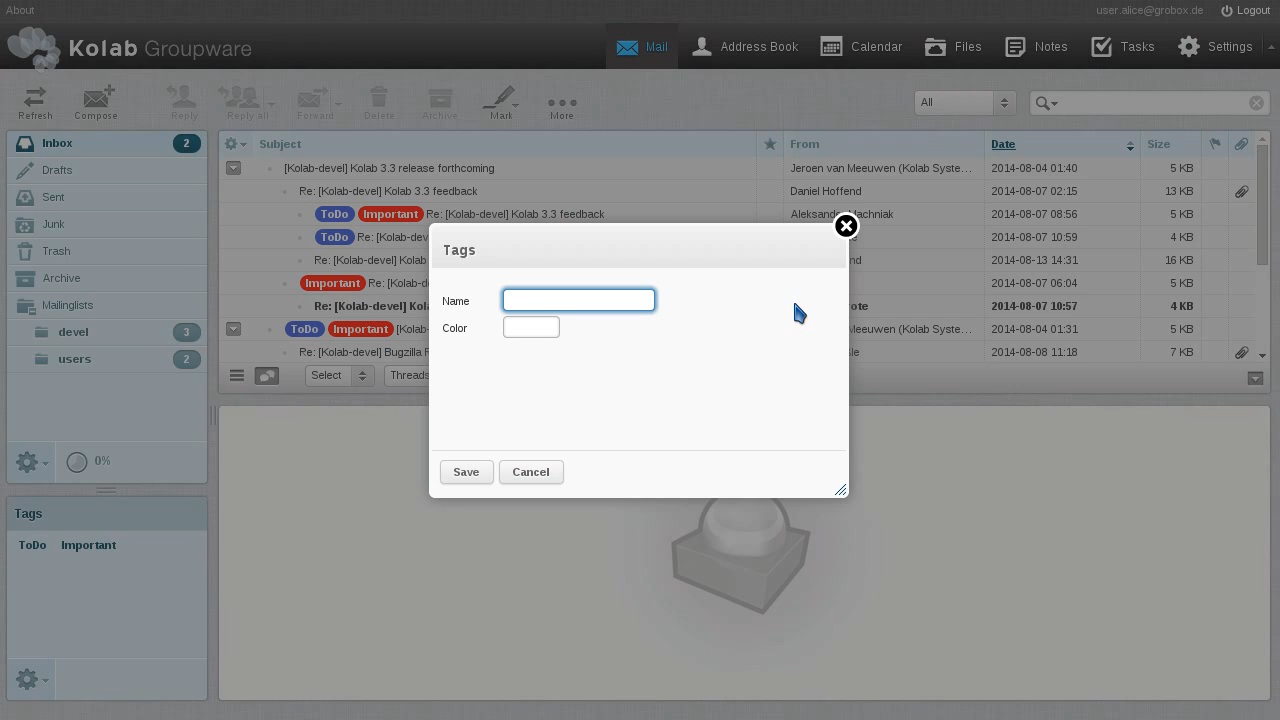 About
user.alice@grobox.de Logout
Kolab Groupware
Mail Address Book Calendar Files Notes Tasks Settings
Refresh Compose Reply Reply all Forward Delete Archive Mark More
All
Inbox 2
Drafts
Sent
Junk
Trash
Archive
Mailinglists
devel 3
users 2
0%
Tags
ToDo Important
Subject From Date Size
[Kolab-devel] Kolab 3.3 release forthcoming Jeroen van Meeuwen (Kolab Syste... 2014-08-04 01:40 5 KB
Re: [Kolab-devel] Kolab 3.3 feedback Daniel Hoffend 2014-08-07 02:15 13 KB
ToDo Important Re: [Kolab-devel] Kolab 3.3 feedback 2014-08-07 08:56 5 KB
ToDo Re: [Kolab-dev 2014-08-07 10:59 4 KB
Re: [Kolab 2014-08-13 14:31 16 KB
Important Re: [Kolab-d 2014-08-07 06:04 5 KB
Re: [Kolab-devel] Kola 2014-08-07 10:57 4 KB
ToDo Important [Kolab- Meeuwen (Kolab Syste... 2014-08-04 01:31 5 KB
Re: [Kolab-devel] Bugzilla 2014-08-08 11:18 7 KB
Select Threads
Tags
Name
Color
Save Cancel